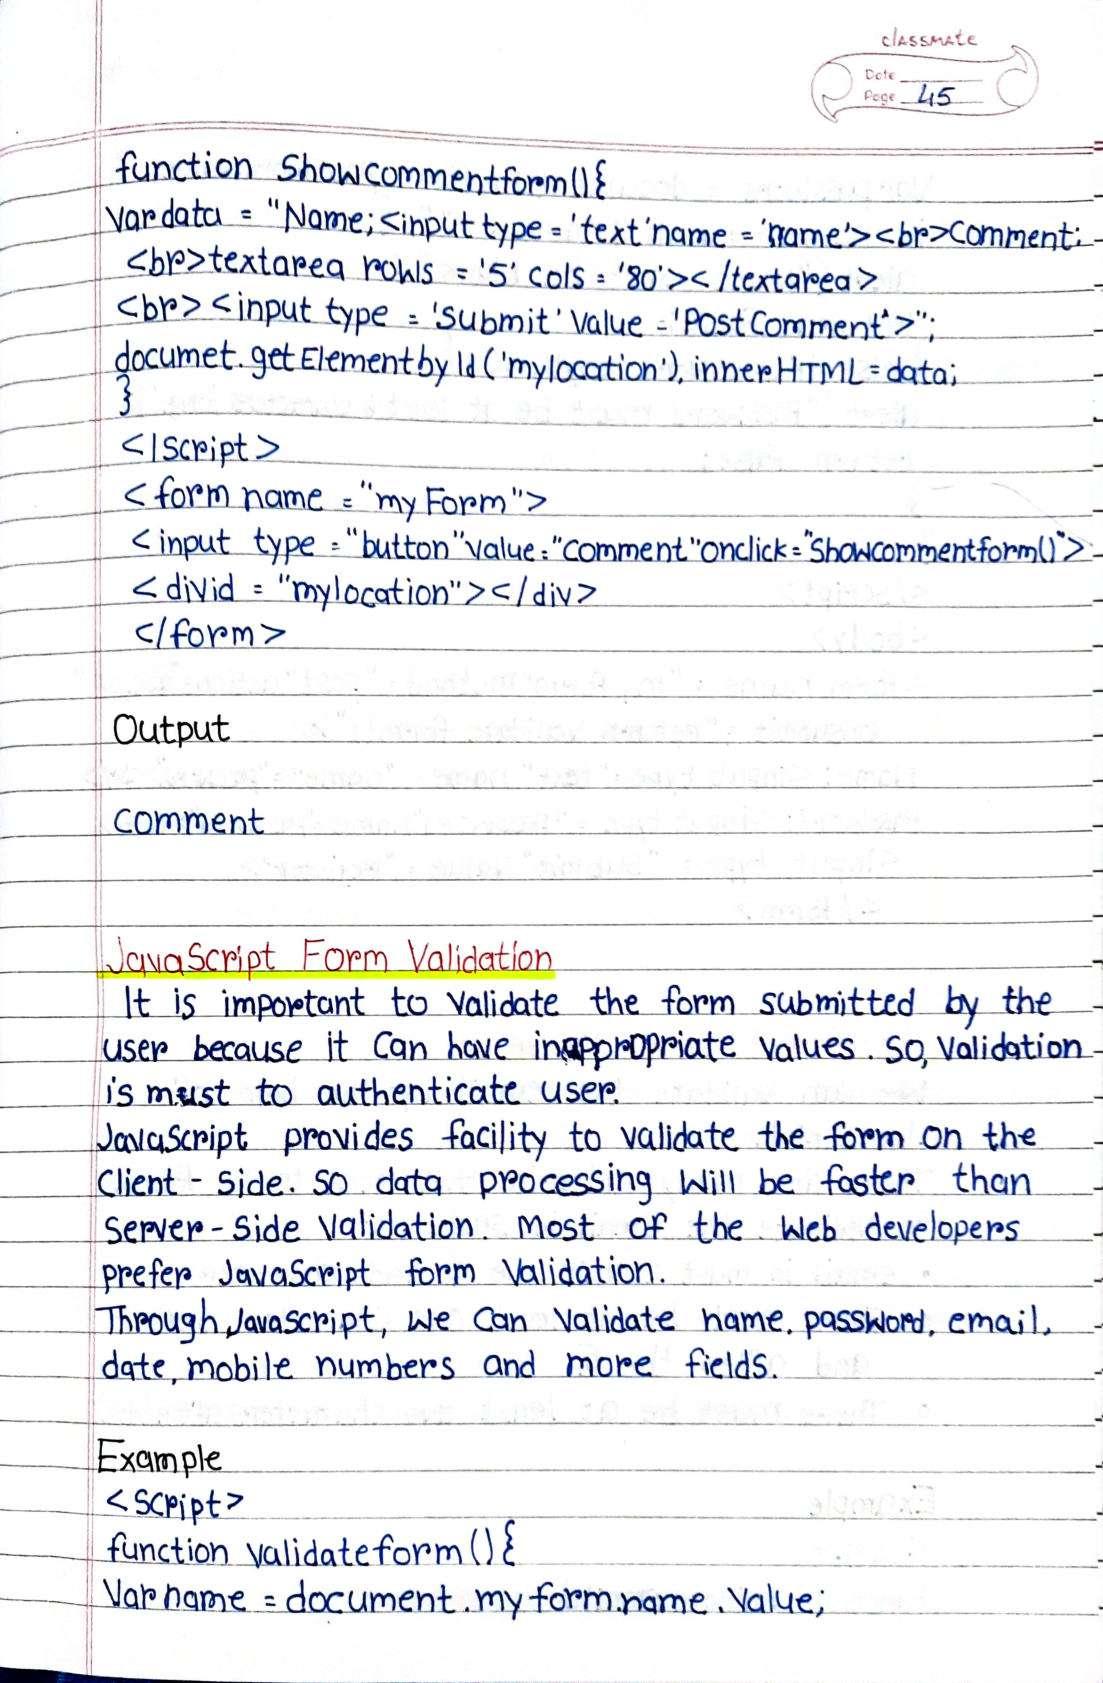 classmate
Date
Page 45
function Showcommentform(){
Var data = "Name;<input type = 'text' name = 'name'><br>Comment:
<br>textarea rows = '5' cols = '80'></textarea>
<br><input type = 'Submit' Value = 'Post Comment'>";
documet.getElementbyId('mylocation'), innerHTML = data;
}
</Script>
<form name = "my Form">
<input type = "button" value = "Comment" onclick = "Showcommentform()">
<divid = "mylocation"></div>
</form>
Output
Comment
JavaScript Form Validation
It is important to validate the form submitted by the
user because it can have inappropriate values. So, Validation
is must to authenticate user.
JavaScript provides facility to validate the form on the
Client-Side. So data processing will be faster than
Server-Side Validation. Most of the Web developers
prefer JavaScript form Validation.
Through Javascript, we can validate name, password, email,
date, mobile numbers and more fields.
Example
<Script>
function validateform(){
Var name = document.my form.name.Value;